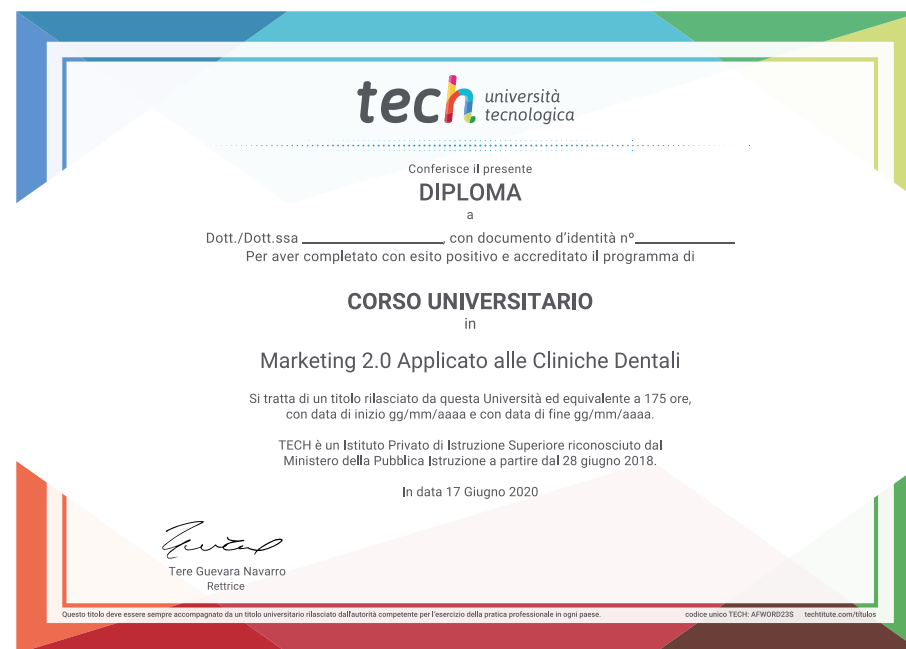 tech università
tecnologica
Conferisce il presente
DIPLOMA
a
Dott./Dott.ssa , con documento d'identità nº
Per aver completato con esito positivo e accreditato il programma di
CORSO UNIVERSITARIO
in
Marketing 2.0 Applicato alle Cliniche Dentali
Si tratta di un titolo rilasciato da questa Università ed equivalente a 175 ore,
con data di inizio gg/mm/aaaa e con data di fine gg/mm/aaaa.
TECH è un Istituto Privato di Istruzione Superiore riconosciuto dal
Ministero della Pubblica Istruzione a partire dal 28 giugno 2018.
In data 17 Giugno 2020
Tere Guevara Navarro
Rettrice
Questo titolo deve essere sempre accompagnato da un titolo universitario rilasciato dall'autorità competente per l'esercizio della pratica professionale in ogni paese. codice unico TECH: AFWORD23S techtitute.com/titulos